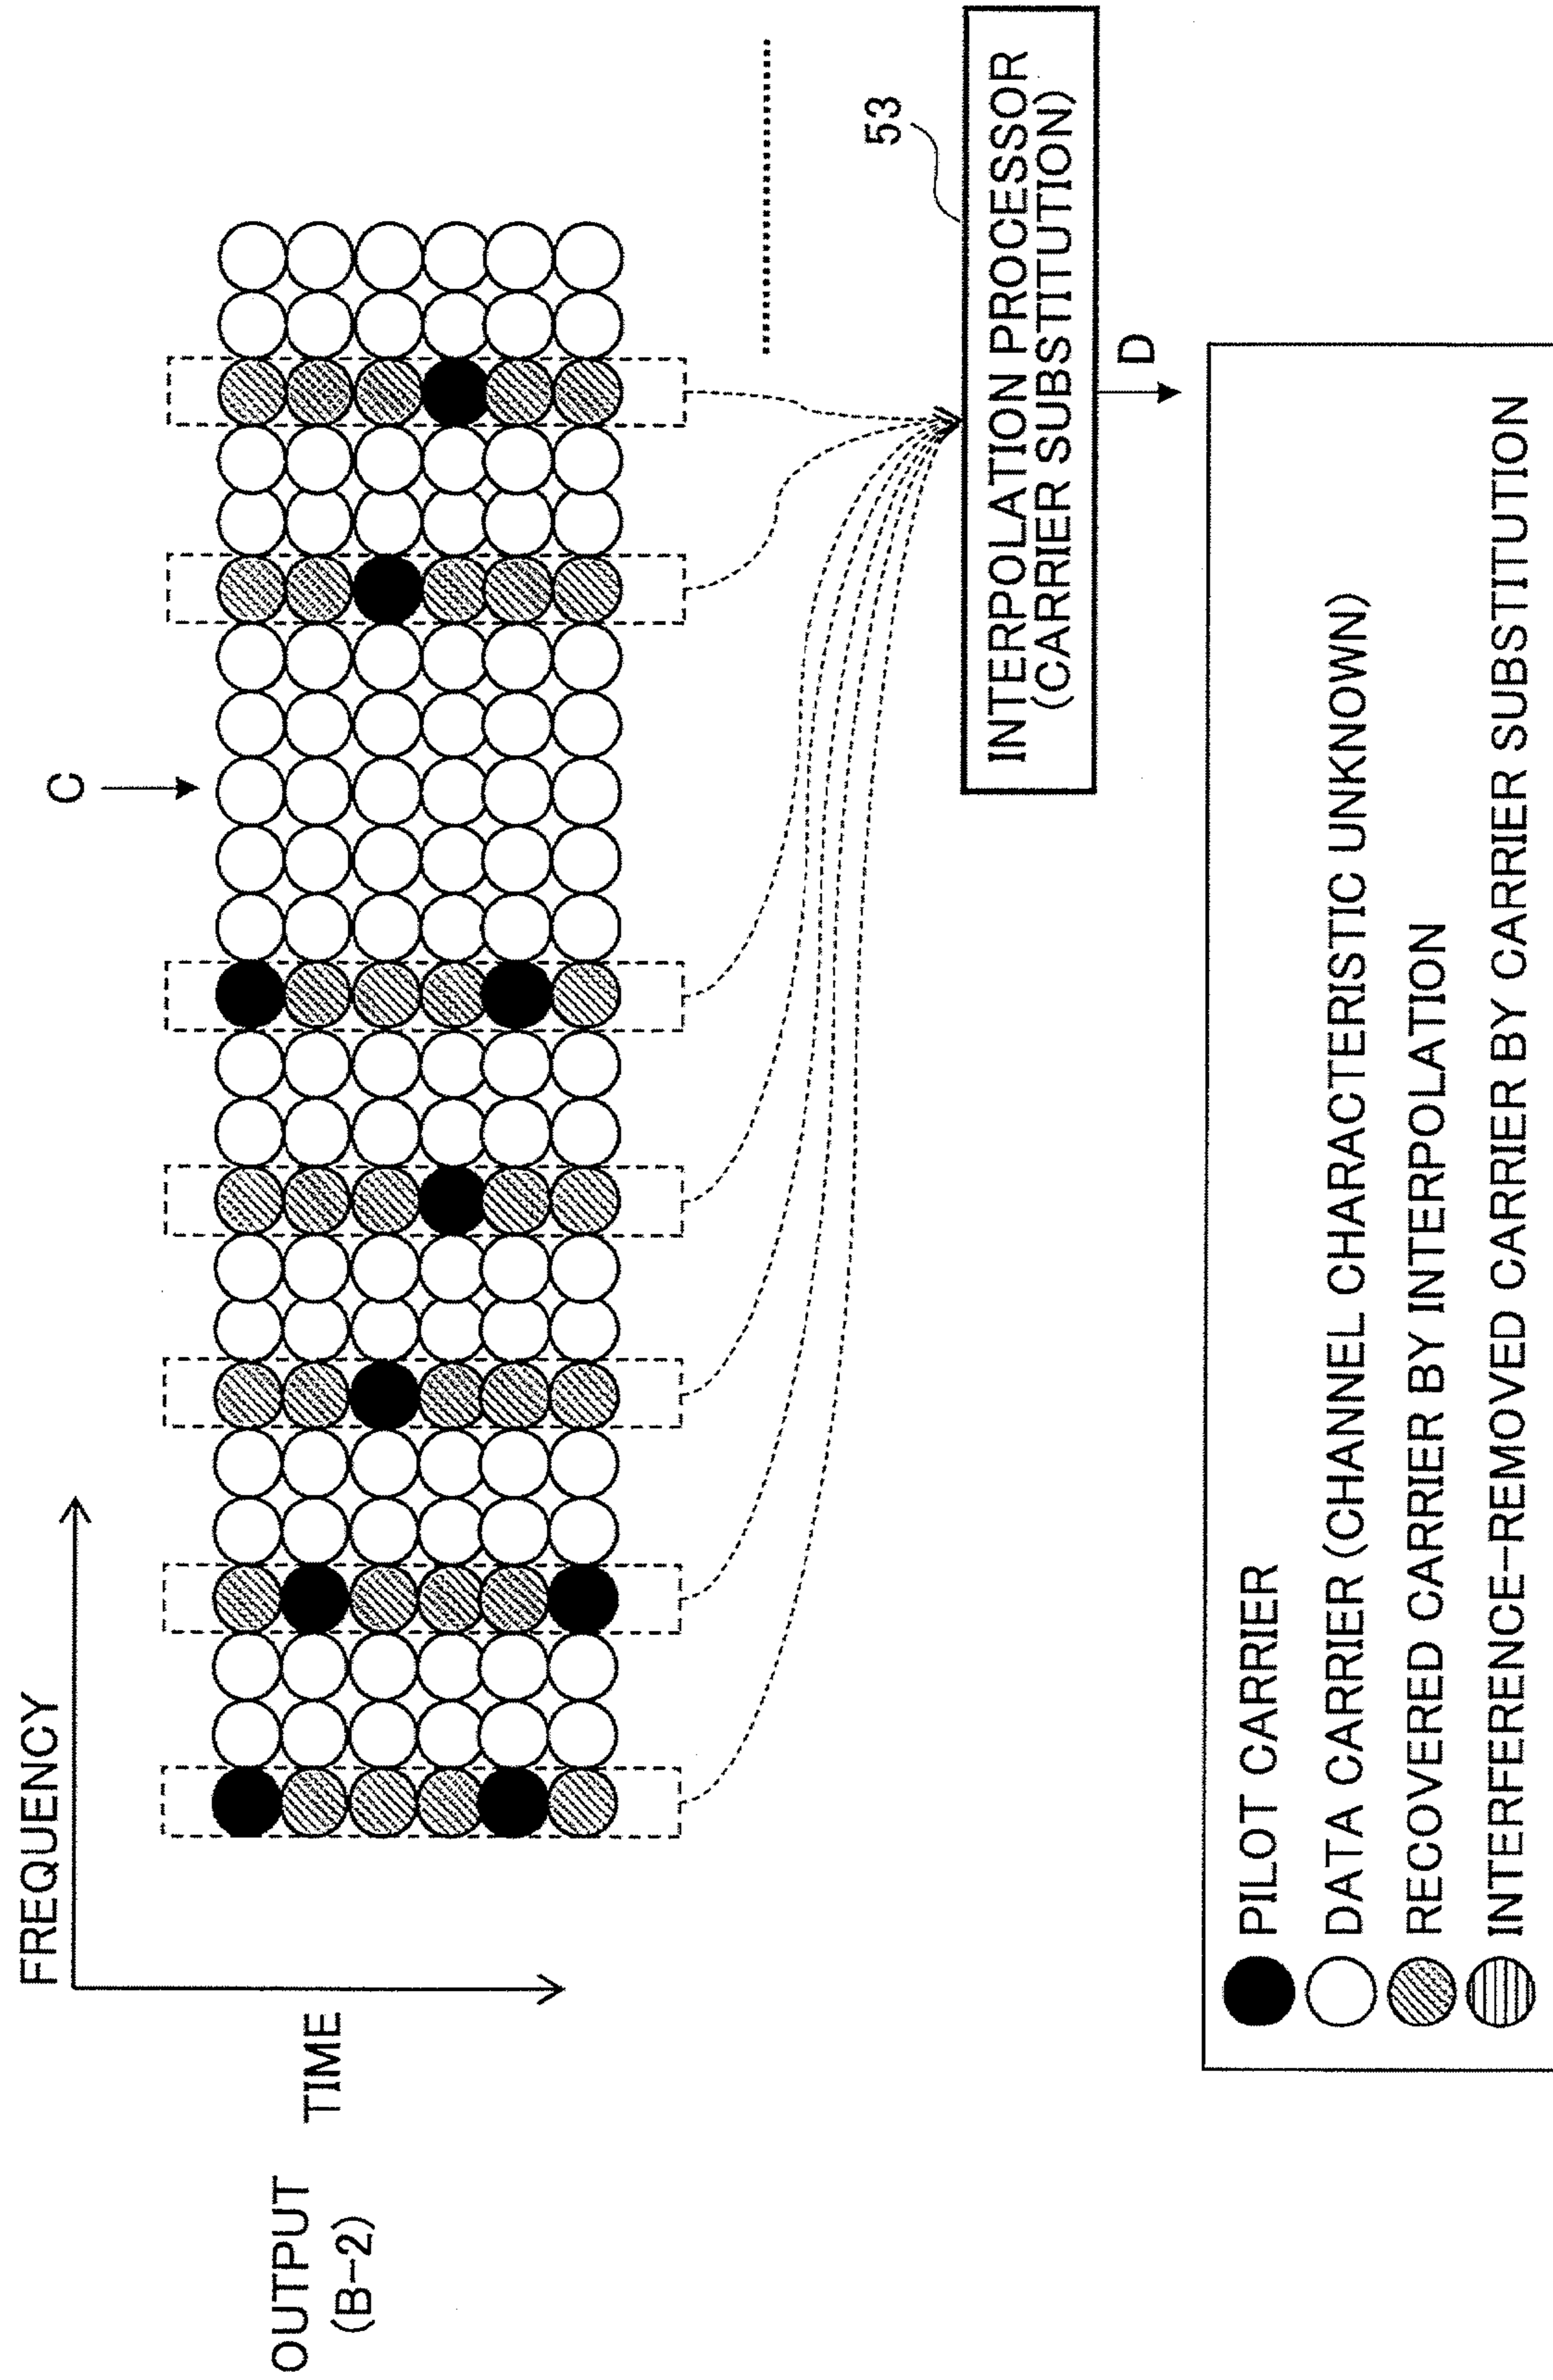 OUTPUT
(B-2)
FREQUENCY
TIME
C
53
INTERPOLATION PROCESSOR
(CARRIER SUBSTITUTION)
D
PILOT CARRIER
DATA CARRIER (CHANNEL CHARACTERISTIC UNKNOWN)
RECOVERED CARRIER BY INTERPOLATION
INTERFERENCE-REMOVED CARRIER BY CARRIER SUBSTITUTION